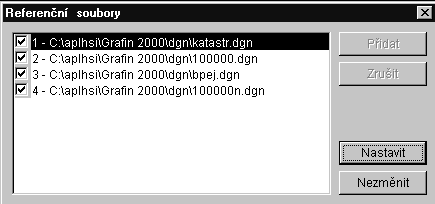 Referenční soubory
1 - C:\aplhsi\Grafin 2000\dgn\katastr.dgn
2 - C:\aplhsi\Grafin 2000\dgn\100000.dgn
3 - C:\aplhsi\Grafin 2000\dgn\bpej.dgn
4 - C:\aplhsi\Grafin 2000\dgn\100000n.dgn
Přidat
Zrušit
Nastavit
Nezměnit